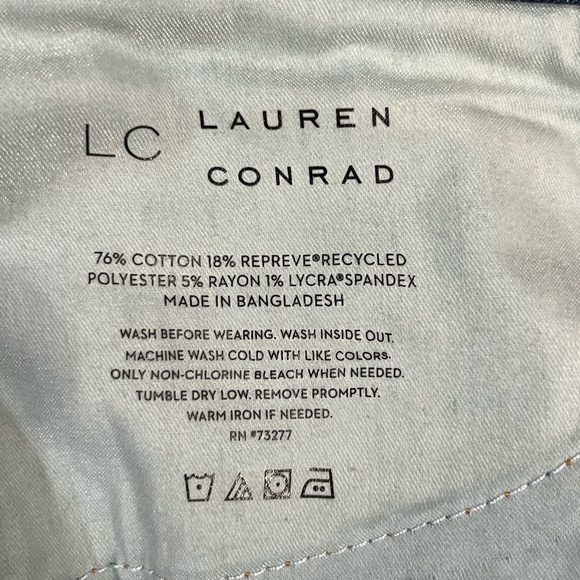 LC LAUREN
CONRAD
76% COTTON 18% REPREVE®RECYCLED
POLYESTER 5% RAYON 1% LYCRA®SPANDEX
MADE IN BANGLADESH
WASH BEFORE WEARING. WASH INSIDE OUT.
MACHINE WASH COLD WITH LIKE COLORS.
ONLY NON-CHLORINE BLEACH WHEN NEEDED.
TUMBLE DRY LOW. REMOVE PROMPTLY.
WARM IRON IF NEEDED.
RN #73277